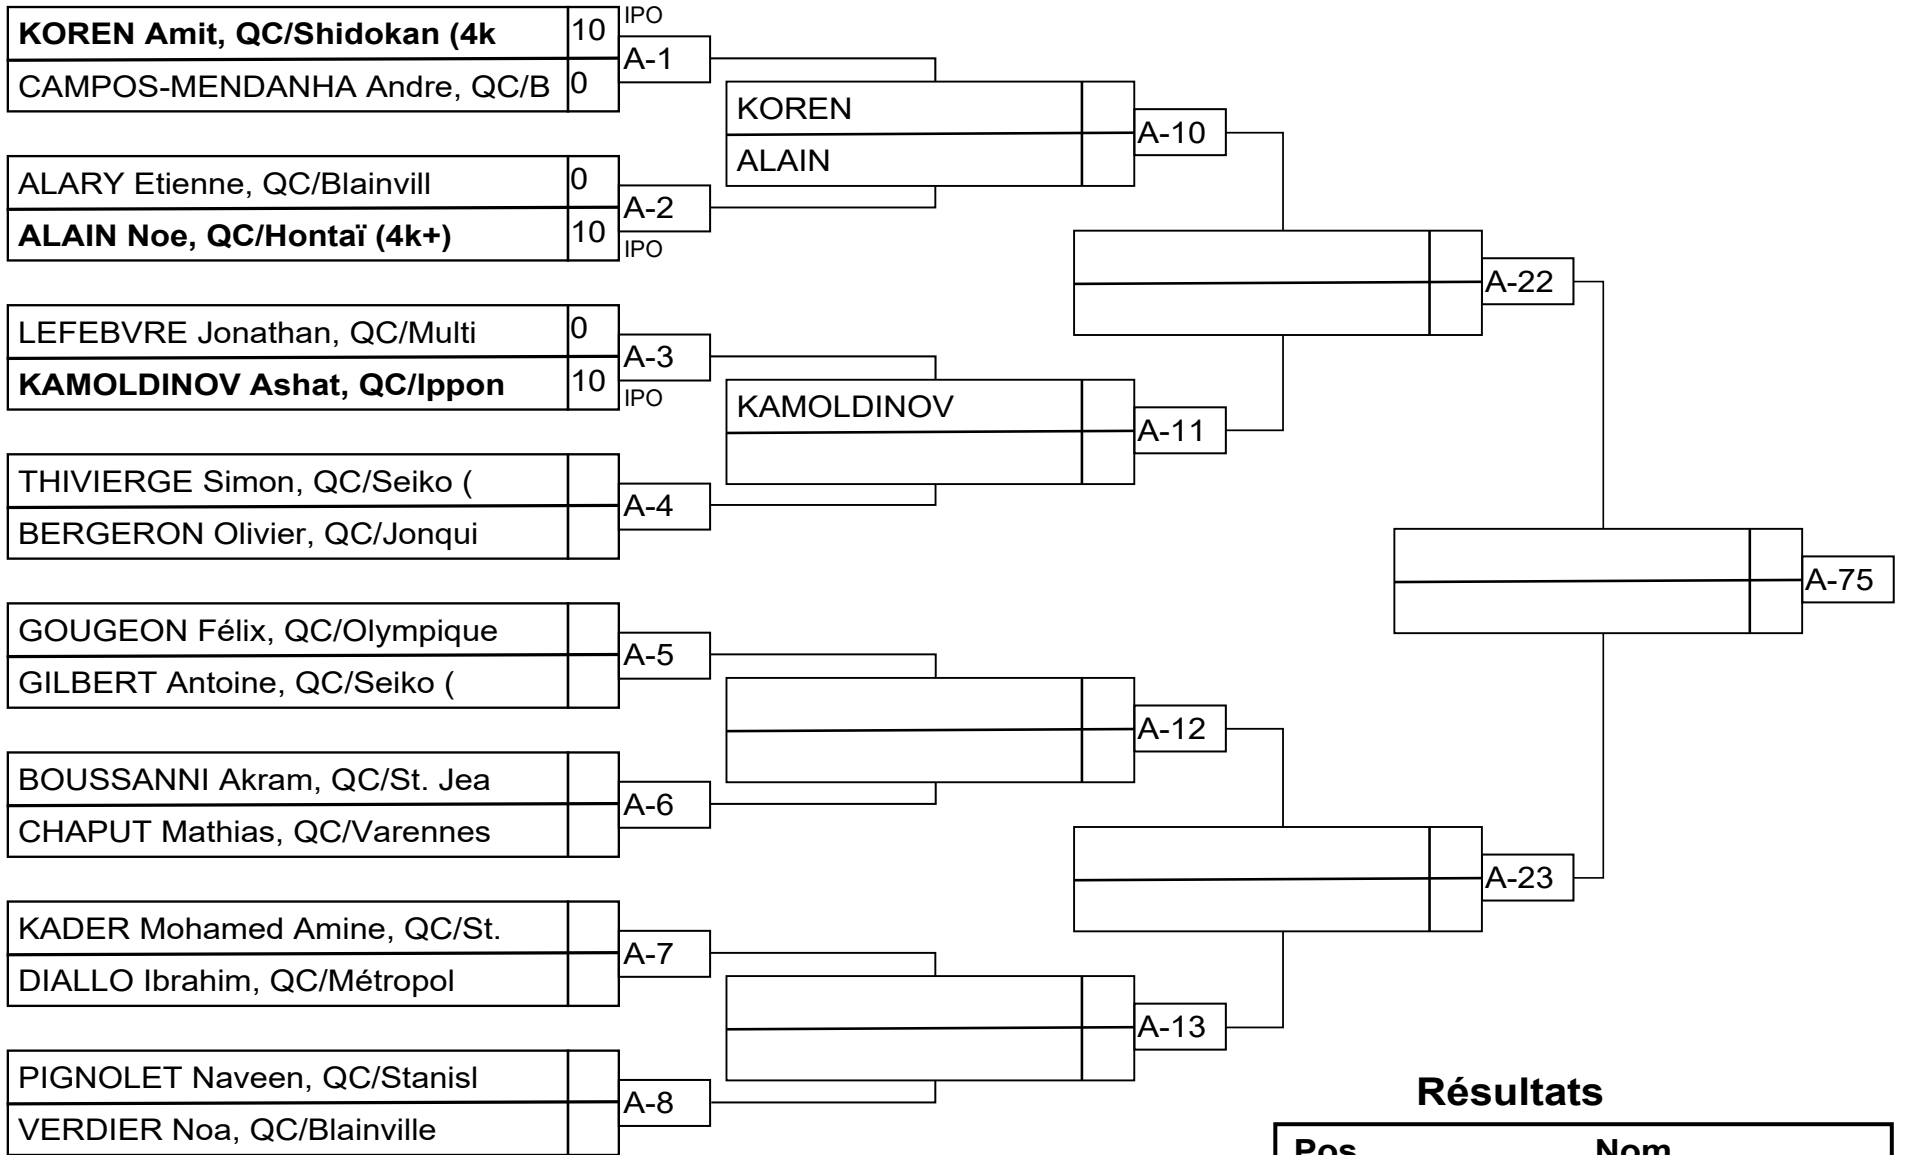 KOREN Amit, QC/Shidokan (4k 10 IPO
CAMPOS-MENDANHA Andre, QC/B 0
A-1
ALARY Etienne, QC/Blainvill 0
ALAIN Noe, QC/Hontaï (4k+) 10 IPO
A-2
LEFEBVRE Jonathan, QC/Multi 0
KAMOLDINOV Ashat, QC/Ippon 10 IPO
A-3
THIVIERGE Simon, QC/Seiko (
BERGERON Olivier, QC/Jonqui
A-4
GOUGEON Félix, QC/Olympique
GILBERT Antoine, QC/Seiko (
A-5
BOUSSANNI Akram, QC/St. Jea
CHAPUT Mathias, QC/Varennes
A-6
KADER Mohamed Amine, QC/St.
DIALLO Ibrahim, QC/Métropol
A-7
PIGNOLET Naveen, QC/Stanisl
VERDIER Noa, QC/Blainville
A-8
KOREN
ALAIN
A-10
KAMOLDINOV
A-11
A-12
A-13
A-22
A-23
A-75
Résultats
Pos Nom